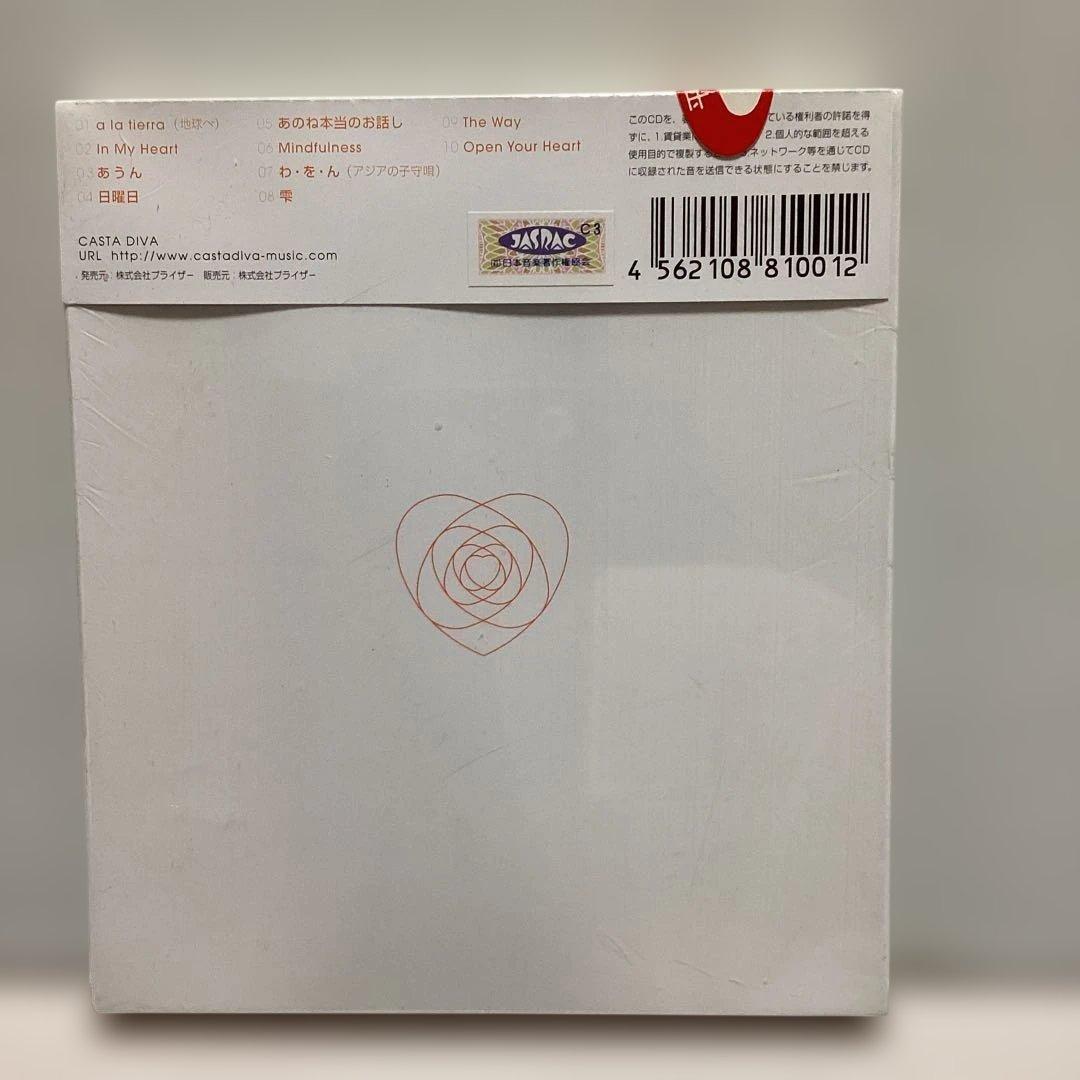 01 a la tierra (地球へ)
02 In My Heart
03 あうん
04 日曜日
05 あのね本当のお話し
06 Mindfulness
07 わ・を・ん (アジアの子守唄)
08 雫
09 The Way
10 Open Your Heart
CASTA DIVA
URL http://www.castadiva-music.com
発売元:株式会社プライザー 販売元:株式会社プライザー
JASRAC
C3
日本音楽著作権協会
このCDを、 ている権利者の許諾を得
ずに、1.賃貸業 2.個人的な範囲を超える
使用目的で複製する ネットワーク等を通じてCD
に収録された音を送信できる状態にすることを禁じます。
4 562108 810012